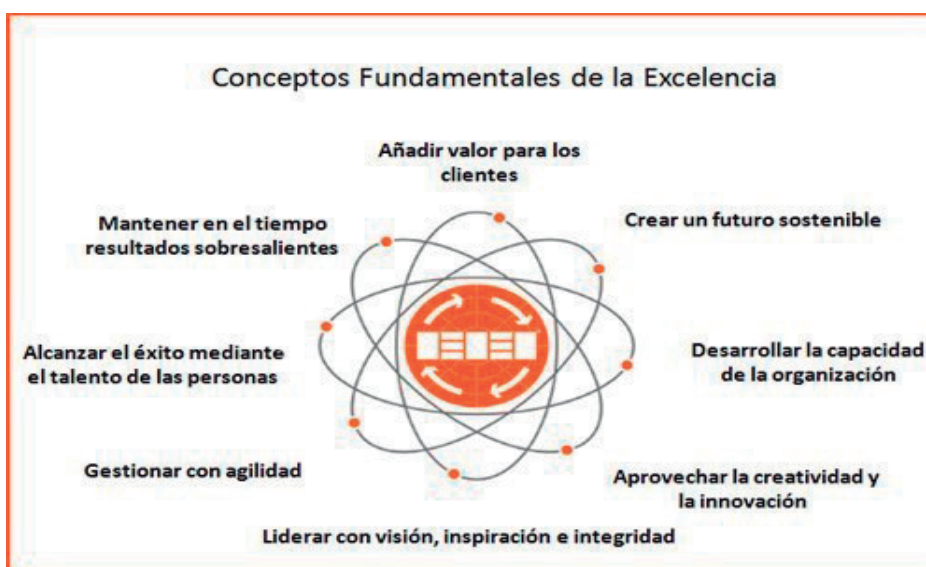 Conceptos Fundamentales de la Excelencia
Añadir valor para los
clientes
Mantener en el tiempo
resultados sobresalientes
Crear un futuro sostenible
Alcanzar el éxito mediante
el talento de las personas
Desarrollar la capacidad
de la organización
Gestionar con agilidad
Aprovechar la creatividad y
la innovación
Liderar con visión, inspiración e integridad